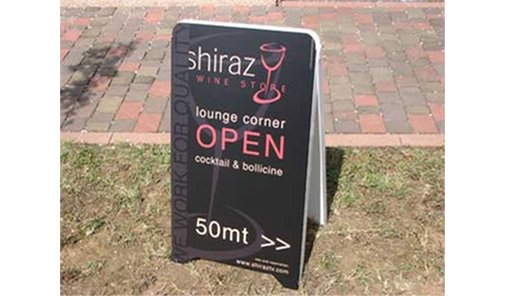 shiraz
WINE STORE
lounge corner
OPEN
cocktail & bollicine
50mt >>
www.shiraztv.com
WE WORK FOR QUALITY